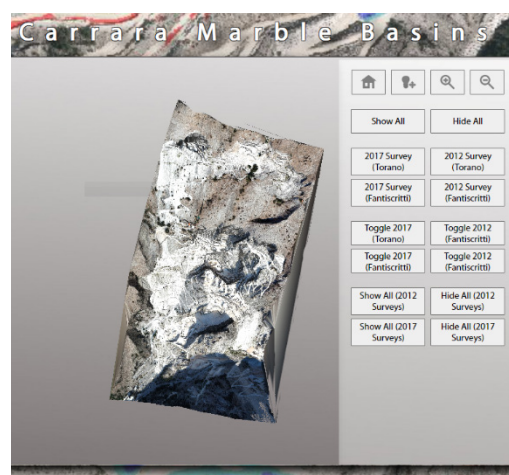 Carrara Marble Basins
Show All
Hide All
2017 Survey
(Torano)
2012 Survey
(Torano)
2017 Survey
(Fantiscritti)
2012 Survey
(Fantiscritti)
Toggle 2017
(Torano)
Toggle 2012
(Fantiscritti)
Toggle 2017
(Fantiscritti)
Toggle 2012
(Fantiscritti)
Show All (2012
Surveys)
Hide All (2012
Surveys)
Show All (2017
Surveys)
Hide All (2017
Surveys)